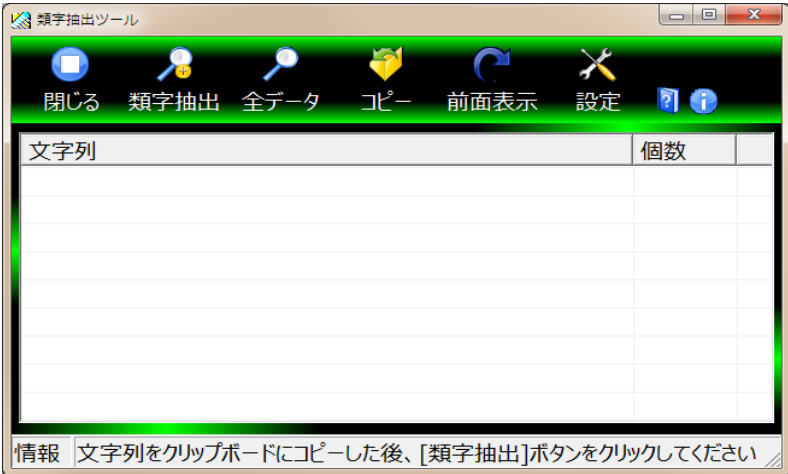 類字抽出ツール
閉じる 類字抽出 全データ コピー 前面表示 設定
文字列 個数
情報 文字列をクリップボードにコピーした後、[類字抽出]ボタンをクリックしてください